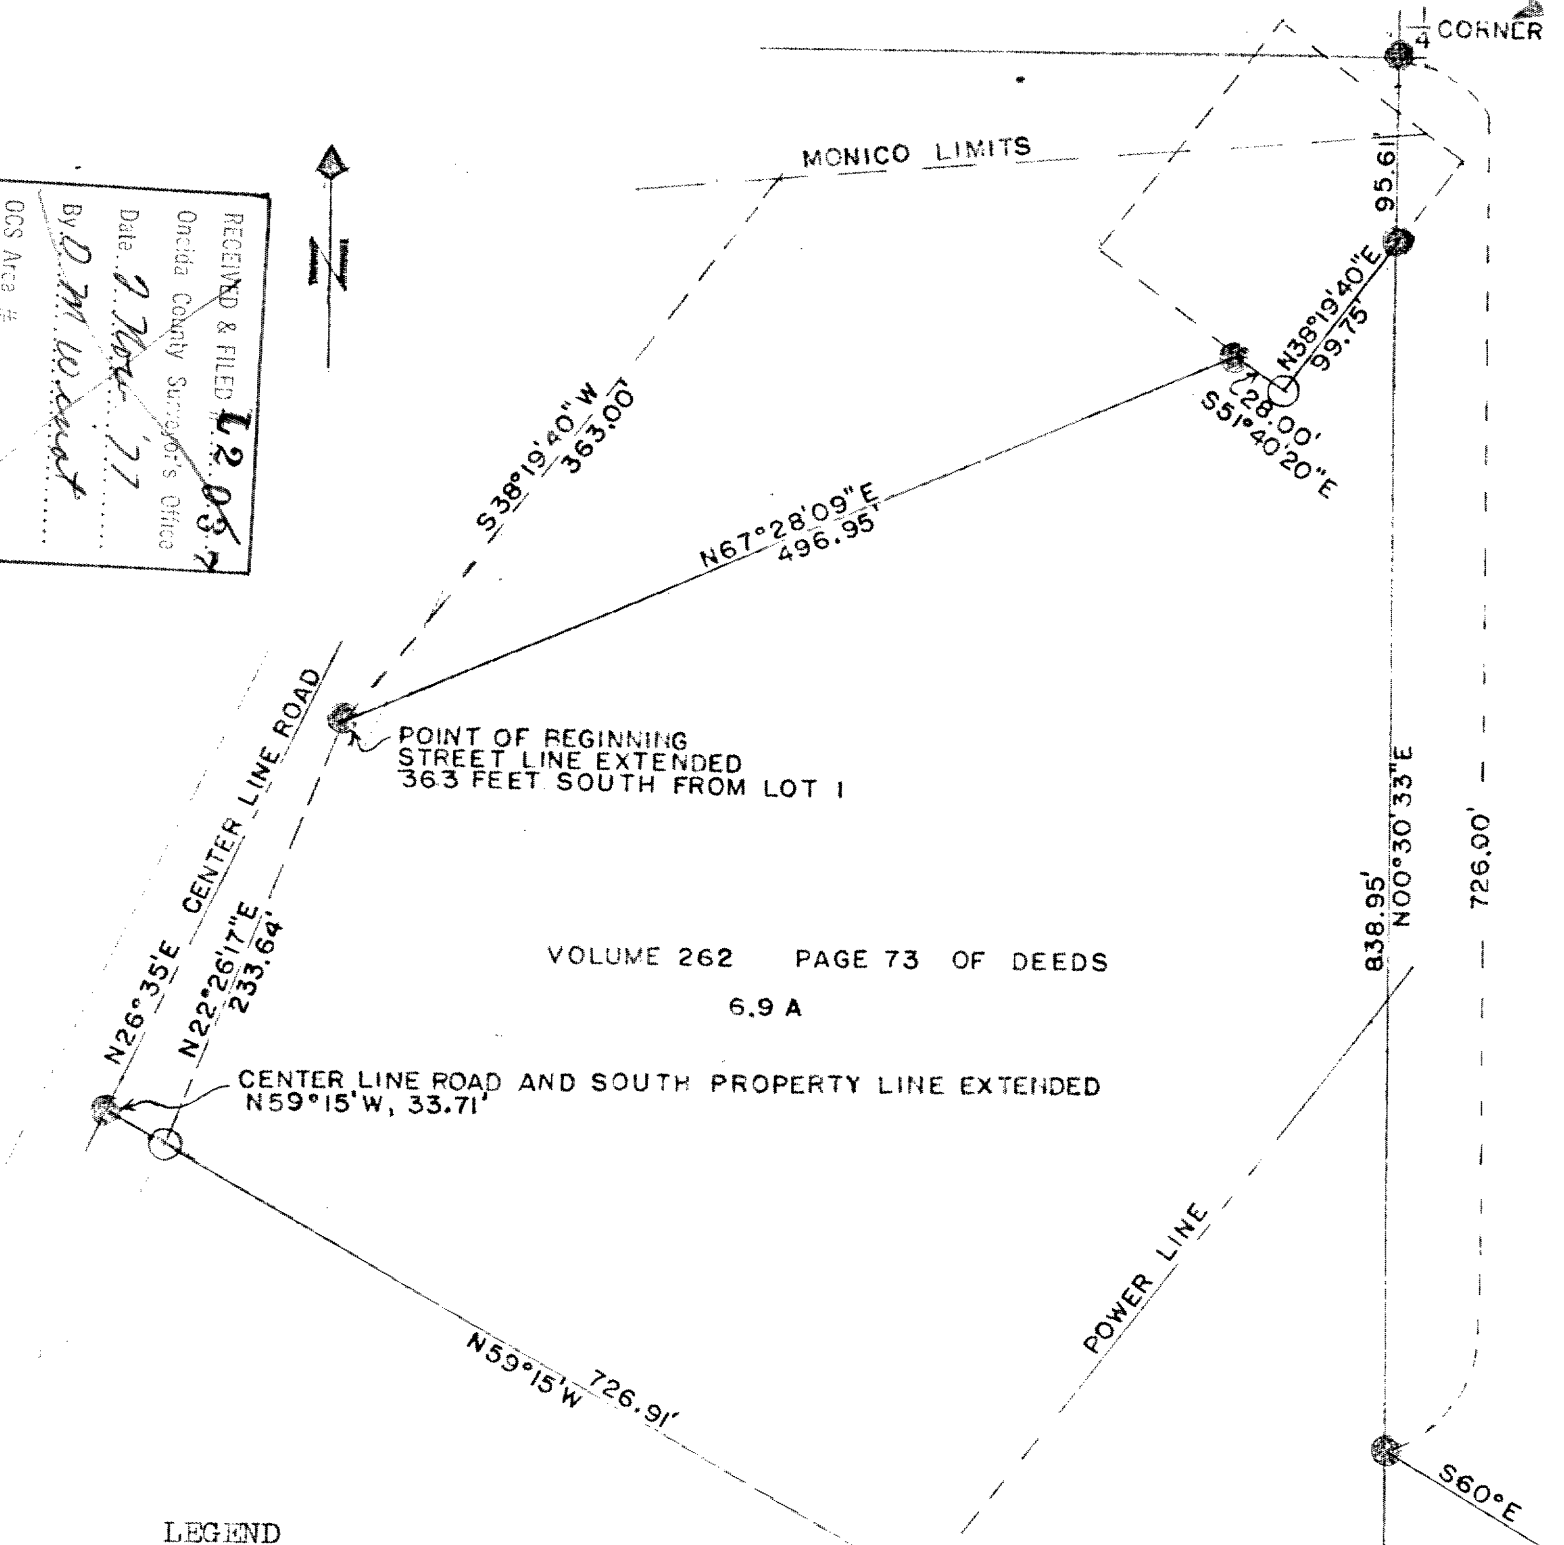 1/4 CORNER
MONICO LIMITS
95.61'
N38°19'40"E
99.75'
28.00'
S51°40'20"E
RECEIVED & FILED # L2037
Oneida County Surveyor's Office
Date 2 Nov '77
By O M
OCS Area #
N
S38°19'40"W
363.00'
N67°28'09"E
496.95'
POINT OF BEGINNING
STREET LINE EXTENDED
363 FEET SOUTH FROM LOT 1
N26°35'E CENTER LINE ROAD
N22°26'17"E
233.64'
838.95'
N00°30'33"E
726.00'
VOLUME 262 PAGE 73 OF DEEDS
6.9 A
CENTER LINE ROAD AND SOUTH PROPERTY LINE EXTENDED
N59°15'W, 33.71'
POWER LINE
N59°15'W
726.91'
S60°E
LEGEND